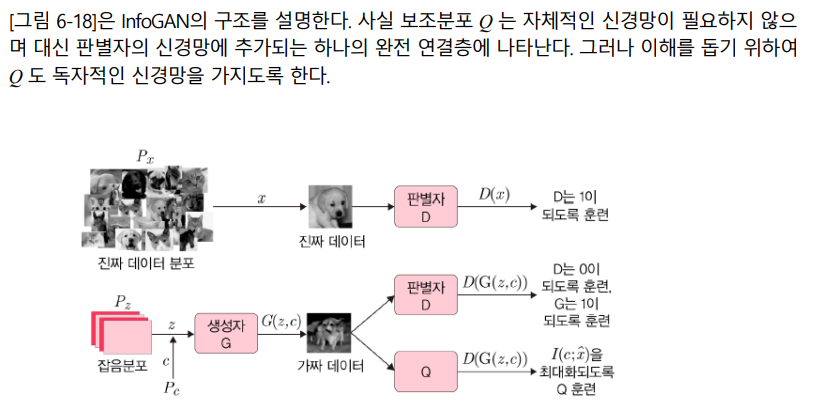 [그림 6-18]은 InfoGAN의 구조를 설명한다. 사실 보조분포 Q 는 자체적인 신경망이 필요하지 않으
며 대신 판별자의 신경망에 추가되는 하나의 완전 연결층에 나타난다. 그러나 이해를 돕기 위하여
Q 도 독자적인 신경망을 가지도록 한다.
Pₓ
x
판별자
D
D(x)
D는 1이
되도록 훈련
진짜 데이터
진짜 데이터 분포
P_z
z
c
P_c
잡음분포
생성자
G
G(z,c)
가짜 데이터
판별자
D
D(G(z,c))
D는 0이
되도록 훈련,
G는 1이
되도록 훈련
Q
D(G(z,c))
I(c;x̂)을
최대화되도록
Q 훈련